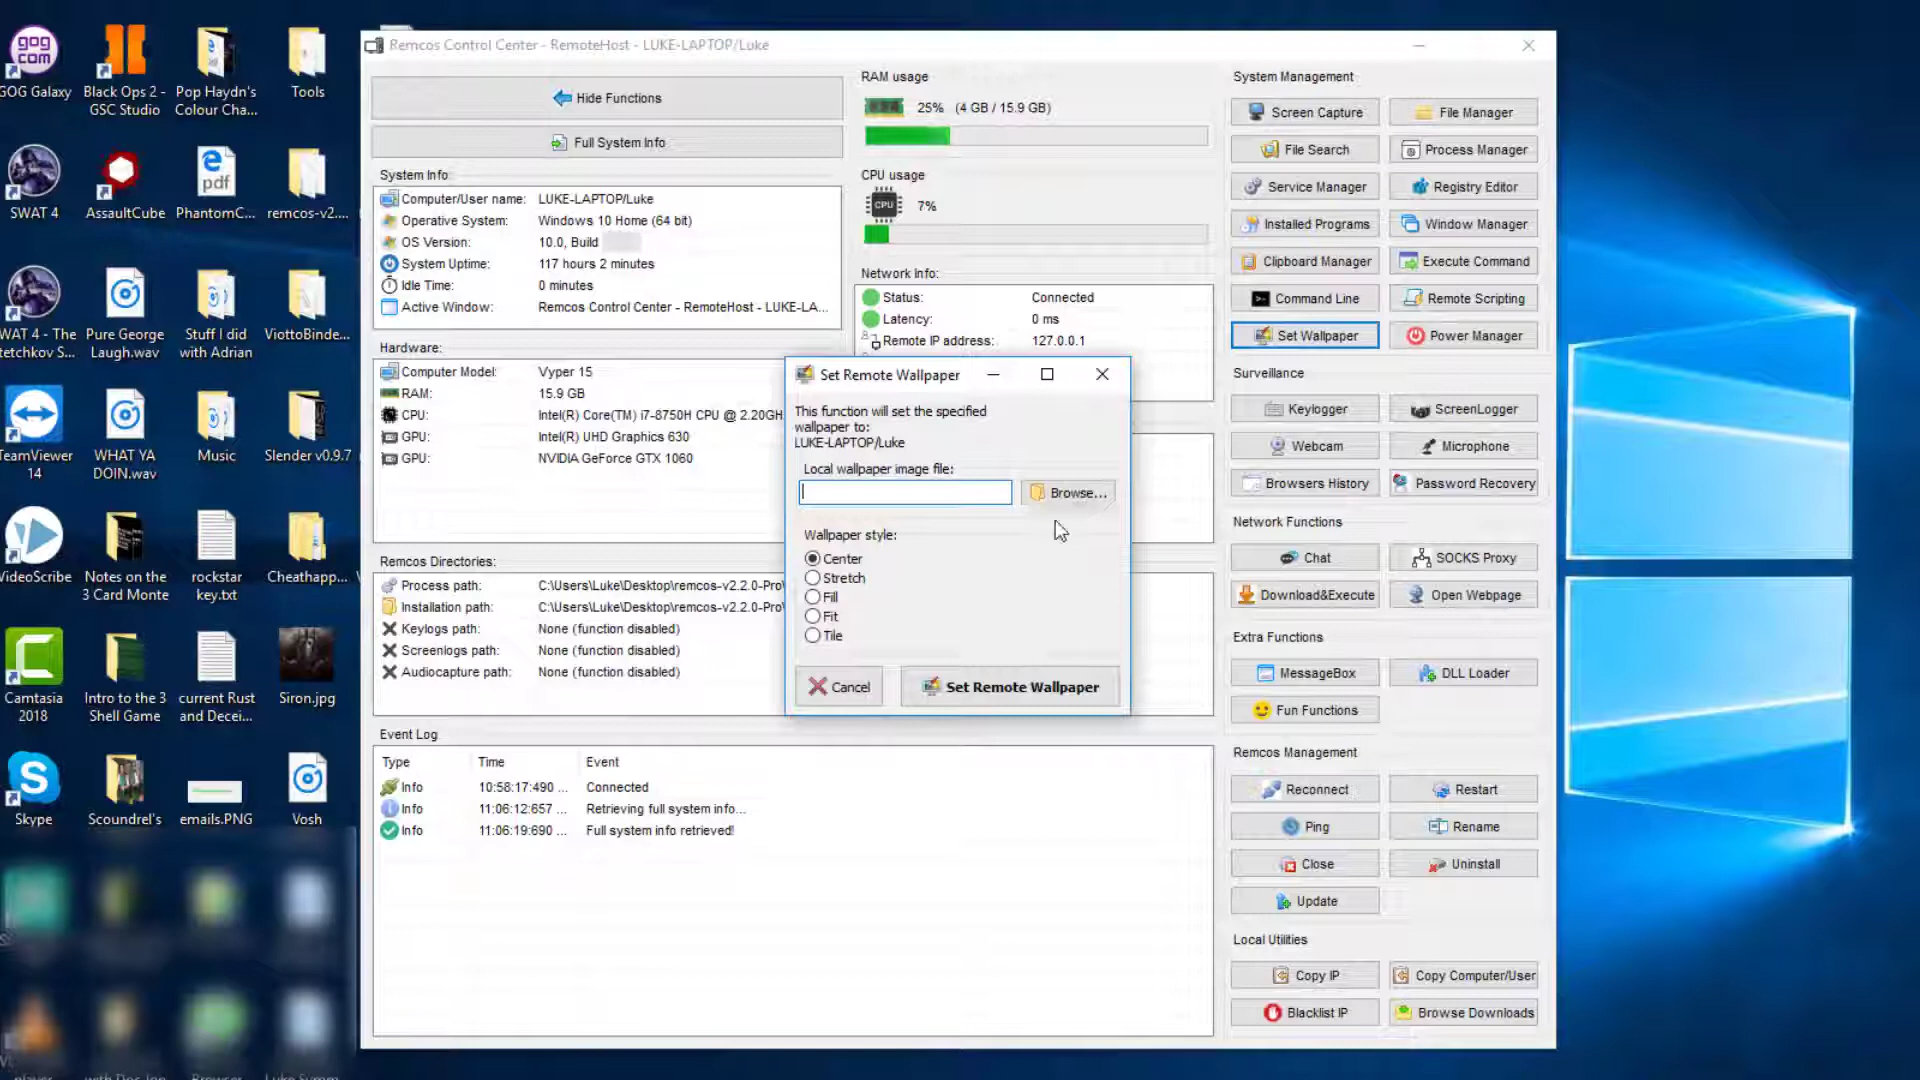 GOG Galaxy
Black Ops 2 -
GSC Studio
Pop Haydn's
Colour Cha...
Tools
SWAT 4
AssaultCube
pdf
PhantomC...
remcos-v2....
WAT 4 - The
tetchkov S...
Pure George
Laugh.wav
Stuff I did
with Adrian
ViottoBinde...
TeamViewer
14
WHAT YA
DOIN.wav
Music
Slender v0.9.7
VideoScribe
Notes on the
3 Card Monte
rockstar
key.txt
Cheathapp...
Camtasia
2018
Intro to the 3
Shell Game
current Rust
and Decei...
Siron.jpg
Skype
Scoundrel's
emails.PNG
Vosh
Remcos Control Center - RemoteHost - LUKE-LAPTOP/Luke
Hide Functions
Full System Info
System Info:
Computer/User name: LUKE-LAPTOP/Luke
Operative System: Windows 10 Home (64 bit)
OS Version: 10.0, Build
System Uptime: 117 hours 2 minutes
Idle Time: 0 minutes
Active Window: Remcos Control Center - RemoteHost - LUKE-LA...
Hardware:
Computer Model: Vyper 15
RAM: 15.9 GB
CPU: Intel(R) Core(TM) i7-8750H CPU @ 2.20GH
GPU: Intel(R) UHD Graphics 630
GPU: NVIDIA GeForce GTX 1060
Remcos Directories:
Process path: C:\Users\Luke\Desktop\remcos-v2.2.0-Pro\
Installation path: C:\Users\Luke\Desktop\remcos-v2.2.0-Pro\
Keylogs path: None (function disabled)
Screenlogs path: None (function disabled)
Audiocapture path: None (function disabled)
Event Log
Type Time Event
Info 10:58:17:490 ... Connected
Info 11:06:12:657 ... Retrieving full system info...
Info 11:06:19:690 ... Full system info retrieved!
RAM usage
25% (4 GB / 15.9 GB)
CPU usage
CPU 7%
Network Info:
Status: Connected
Latency: 0 ms
Remote IP address: 127.0.0.1
Set Remote Wallpaper
This function will set the specified
wallpaper to:
LUKE-LAPTOP/Luke
Local wallpaper image file:
Browse...
Wallpaper style:
Center
Stretch
Fill
Fit
Tile
Cancel
Set Remote Wallpaper
System Management
Screen Capture File Manager
File Search Process Manager
Service Manager Registry Editor
Installed Programs Window Manager
Clipboard Manager Execute Command
Command Line Remote Scripting
Set Wallpaper Power Manager
Surveillance
Keylogger ScreenLogger
Webcam Microphone
Browsers History Password Recovery
Network Functions
Chat SOCKS Proxy
Download&Execute Open Webpage
Extra Functions
MessageBox DLL Loader
Fun Functions
Remcos Management
Reconnect Restart
Ping Rename
Close Uninstall
Update
Local Utilities
Copy IP Copy Computer/User
Blacklist IP Browse Downloads